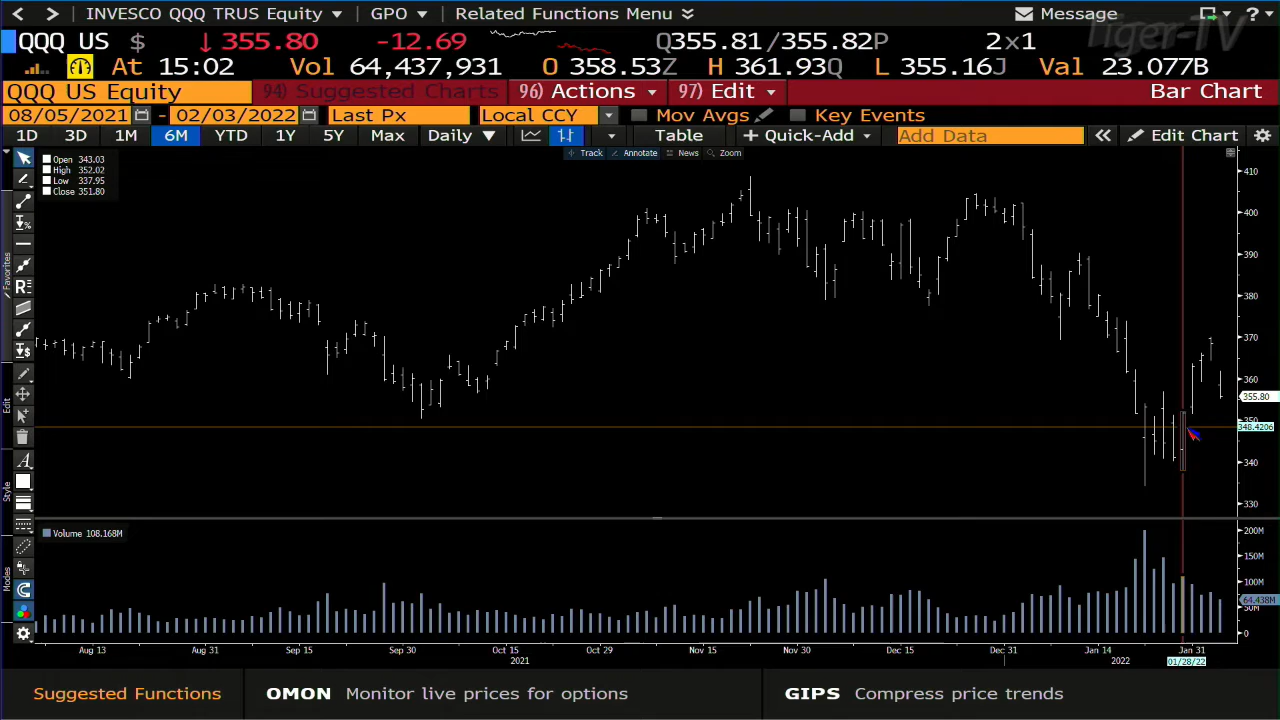 INVESCO QQQ TRUS Equity GPO Related Functions Menu Message ?
Tiger-TV
QQQ US $ ↓355.80 -12.69 Q355.81/355.82P 2x1
At 15:02 Vol 64,437,931 O 358.53Z H 361.93Q L 355.16J Val 23.077B
QQQ US Equity 94) Suggested Charts 96) Actions 97) Edit Bar Chart
08/05/2021 - 02/03/2022 Last Px Local CCY Mov Avgs Key Events
1D 3D 1M 6M YTD 1Y 5Y Max Daily Table + Quick-Add Add Data Edit Chart
Track Annotate News Zoom
Open 343.03
High 352.02
Low 337.95
Close 351.80
410
400
390
380
370
360
355.80
350
348.4206
340
330
Favorites
Edit
Style
Modes
Volume 108.168M
200M
150M
100M
64.438M
50M
0
Aug 13 Aug 31 Sep 15 Sep 30 Oct 15 Oct 29 Nov 15 Nov 30 Dec 15 Dec 31 Jan 14 Jan 31
2021 2022 01/28/22
Suggested Functions OMON Monitor live prices for options GIPS Compress price trends